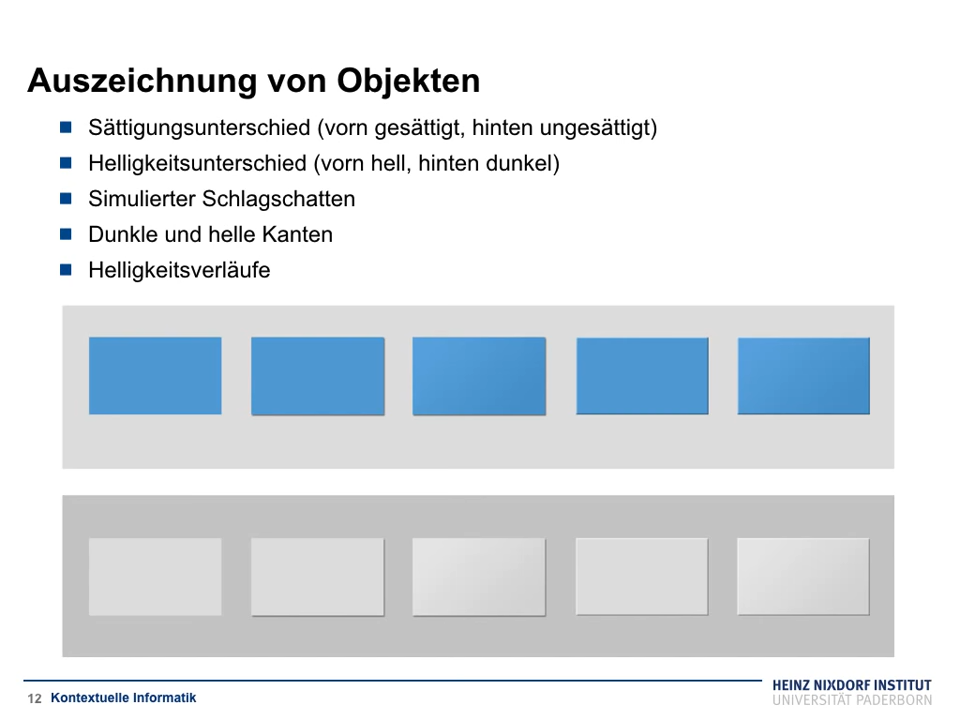 Auszeichnung von Objekten
Sättigungsunterschied (vorn gesättigt, hinten ungesättigt)
Helligkeitsunterschied (vorn hell, hinten dunkel)
Simulierter Schlagschatten
Dunkle und helle Kanten
Helligkeitsverläufe
12 Kontextuelle Informatik
HEINZ NIXDORF INSTITUT
UNIVERSITÄT PADERBORN